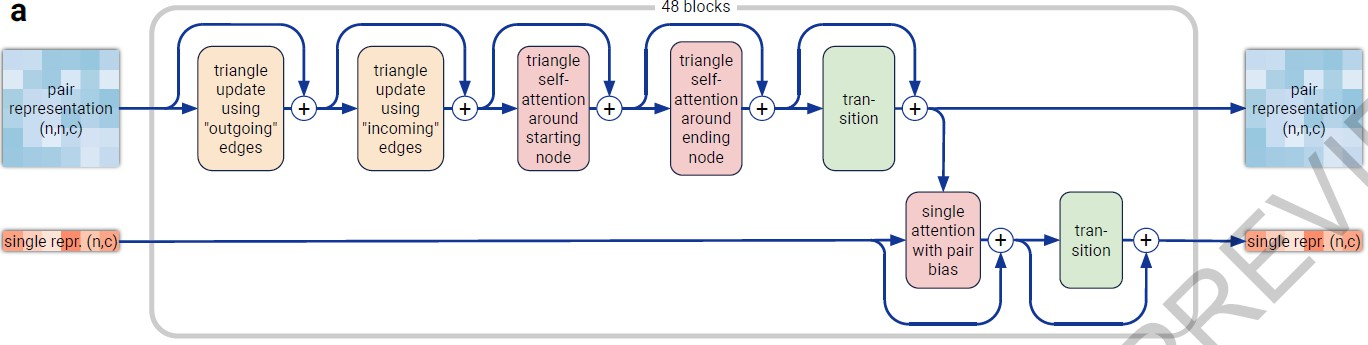 a
48 blocks
pair
representation
(n,n,c)
triangle
update
using
"outgoing"
edges
+
triangle
update
using
"incoming"
edges
+
triangle
self-
attention
around
starting
node
+
triangle
self-
attention
around
ending
node
+
tran-
sition
+
pair
representation
(n,n,c)
single repr. (n,c)
single
attention
with pair
bias
+
tran-
sition
+
single repr. (n,c)
PREVI